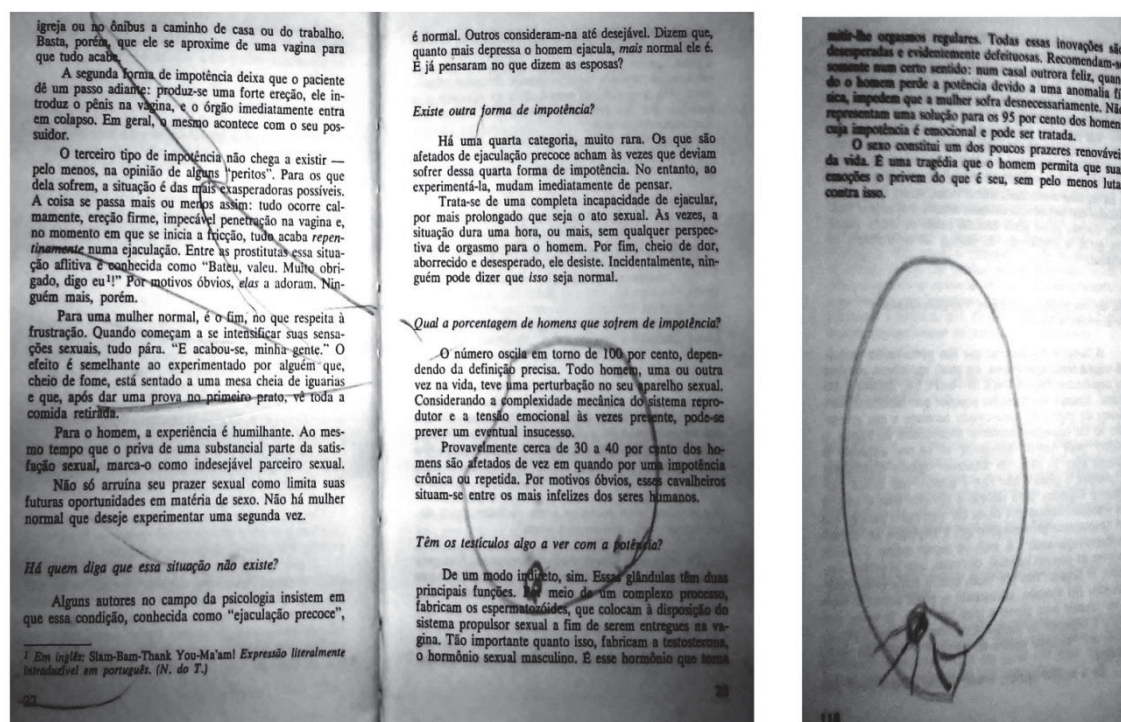 igreja ou no ônibus a caminho de casa ou do trabalho.
Basta, porém, que ele se aproxime de uma vagina para
que tudo acabe.
A segunda forma de impotência deixa que o paciente
dê um passo adiante: produz-se uma forte ereção, ele in-
troduz o pênis na vagina, e o órgão imediatamente entra
em colapso. Em geral, o mesmo acontece com o seu pos-
suidor.
O terceiro tipo de impotência não chega a existir —
pelo menos, na opinião de alguns "peritos". Para os que
dela sofrem, a situação é das mais exasperadoras possíveis.
A coisa se passa mais ou menos assim: tudo ocorre cal-
mamente, ereção firme, impecável penetração na vagina e,
no momento em que se inicia a fricção, tudo acaba repen-
tinamente numa ejaculação. Entre as prostitutas essa situa-
ção aflitiva é conhecida como "Bateu, valeu. Muito obri-
gado, digo eu¹!" Por motivos óbvios, elas a adoram. Nin-
guém mais, porém.
Para uma mulher normal, é o fim, no que respeita à
frustração. Quando começam a se intensificar suas sensa-
ções sexuais, tudo pára. "E acabou-se, minha gente." O
efeito é semelhante ao experimentado por alguém que,
cheio de fome, está sentado a uma mesa cheia de iguarias
e que, após dar uma prova no primeiro prato, vê toda a
comida retirada.
Para o homem, a experiência é humilhante. Ao mes-
mo tempo que o priva de uma substancial parte da satis-
fação sexual, marca-o como indesejável parceiro sexual.
Não só arruína seu prazer sexual como limita suas
futuras oportunidades em matéria de sexo. Não há mulher
normal que deseje experimentar uma segunda vez.
Há quem diga que essa situação não existe?
Alguns autores no campo da psicologia insistem em
que essa condição, conhecida como "ejaculação precoce",
1 Em inglês: Slam-Bam-Thank You-Ma'am! Expressão literalmente
intraduzível em português. (N. do T.)
22
é normal. Outros consideram-na até desejável. Dizem que,
quanto mais depressa o homem ejacula, mais normal ele é.
E já pensaram no que dizem as esposas?
Existe outra forma de impotência?
Há uma quarta categoria, muito rara. Os que são
afetados de ejaculação precoce acham às vezes que deviam
sofrer dessa quarta forma de impotência. No entanto, ao
experimentá-la, mudam imediatamente de pensar.
Trata-se de uma completa incapacidade de ejacular,
por mais prolongado que seja o ato sexual. Às vezes, a
situação dura uma hora, ou mais, sem qualquer perspec-
tiva de orgasmo para o homem. Por fim, cheio de dor,
aborrecido e desesperado, ele desiste. Incidentalmente, nin-
guém pode dizer que isso seja normal.
Qual a porcentagem de homens que sofrem de impotência?
O número oscila em torno de 100 por cento, depen-
dendo da definição precisa. Todo homem, uma ou outra
vez na vida, teve uma perturbação no seu aparelho sexual.
Considerando a complexidade mecânica do sistema repro-
dutor e a tensão emocional às vezes presente, pode-se
prever um eventual insucesso.
Provavelmente cerca de 30 a 40 por cento dos ho-
mens são afetados de vez em quando por uma impotência
crônica ou repetida. Por motivos óbvios, esses cavalheiros
situam-se entre os mais infelizes dos seres humanos.
Têm os testículos algo a ver com a potência?
De um modo indireto, sim. Essas glândulas têm duas
principais funções. Por meio de um complexo processo,
fabricam os espermatozóides, que colocam à disposição do
sistema propulsor sexual a fim de serem entregues na va-
gina. Tão importante quanto isso, fabricam a testosterona,
o hormônio sexual masculino. É esse hormônio que torna
23
mitir-lhe orgasmos regulares. Todas essas inovações são
desesperadas e evidentemente defeituosas. Recomendam-se
somente num certo sentido: num casal outrora feliz, quan-
do o homem perde a potência devido a uma anomalia fí-
sica, impedem que a mulher sofra desnecessariamente. Não
representam uma solução para os 95 por cento dos homens
cuja impotência é emocional e pode ser tratada.
O sexo constitui um dos poucos prazeres renováveis
da vida. É uma tragédia que o homem permita que suas
emoções o privem do que é seu, sem pelo menos lutar
contra isso.